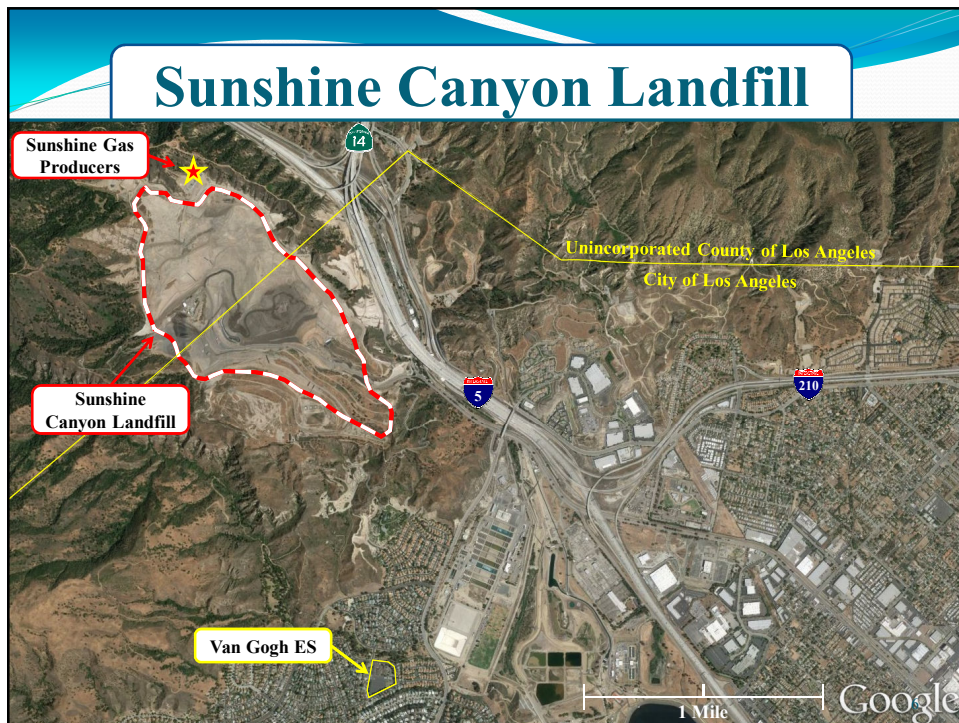 Sunshine Canyon Landfill
Sunshine Gas
Producers
14
Unincorporated County of Los Angeles
City of Los Angeles
5
210
Sunshine
Canyon Landfill
Van Gogh ES
1 Mile
Google